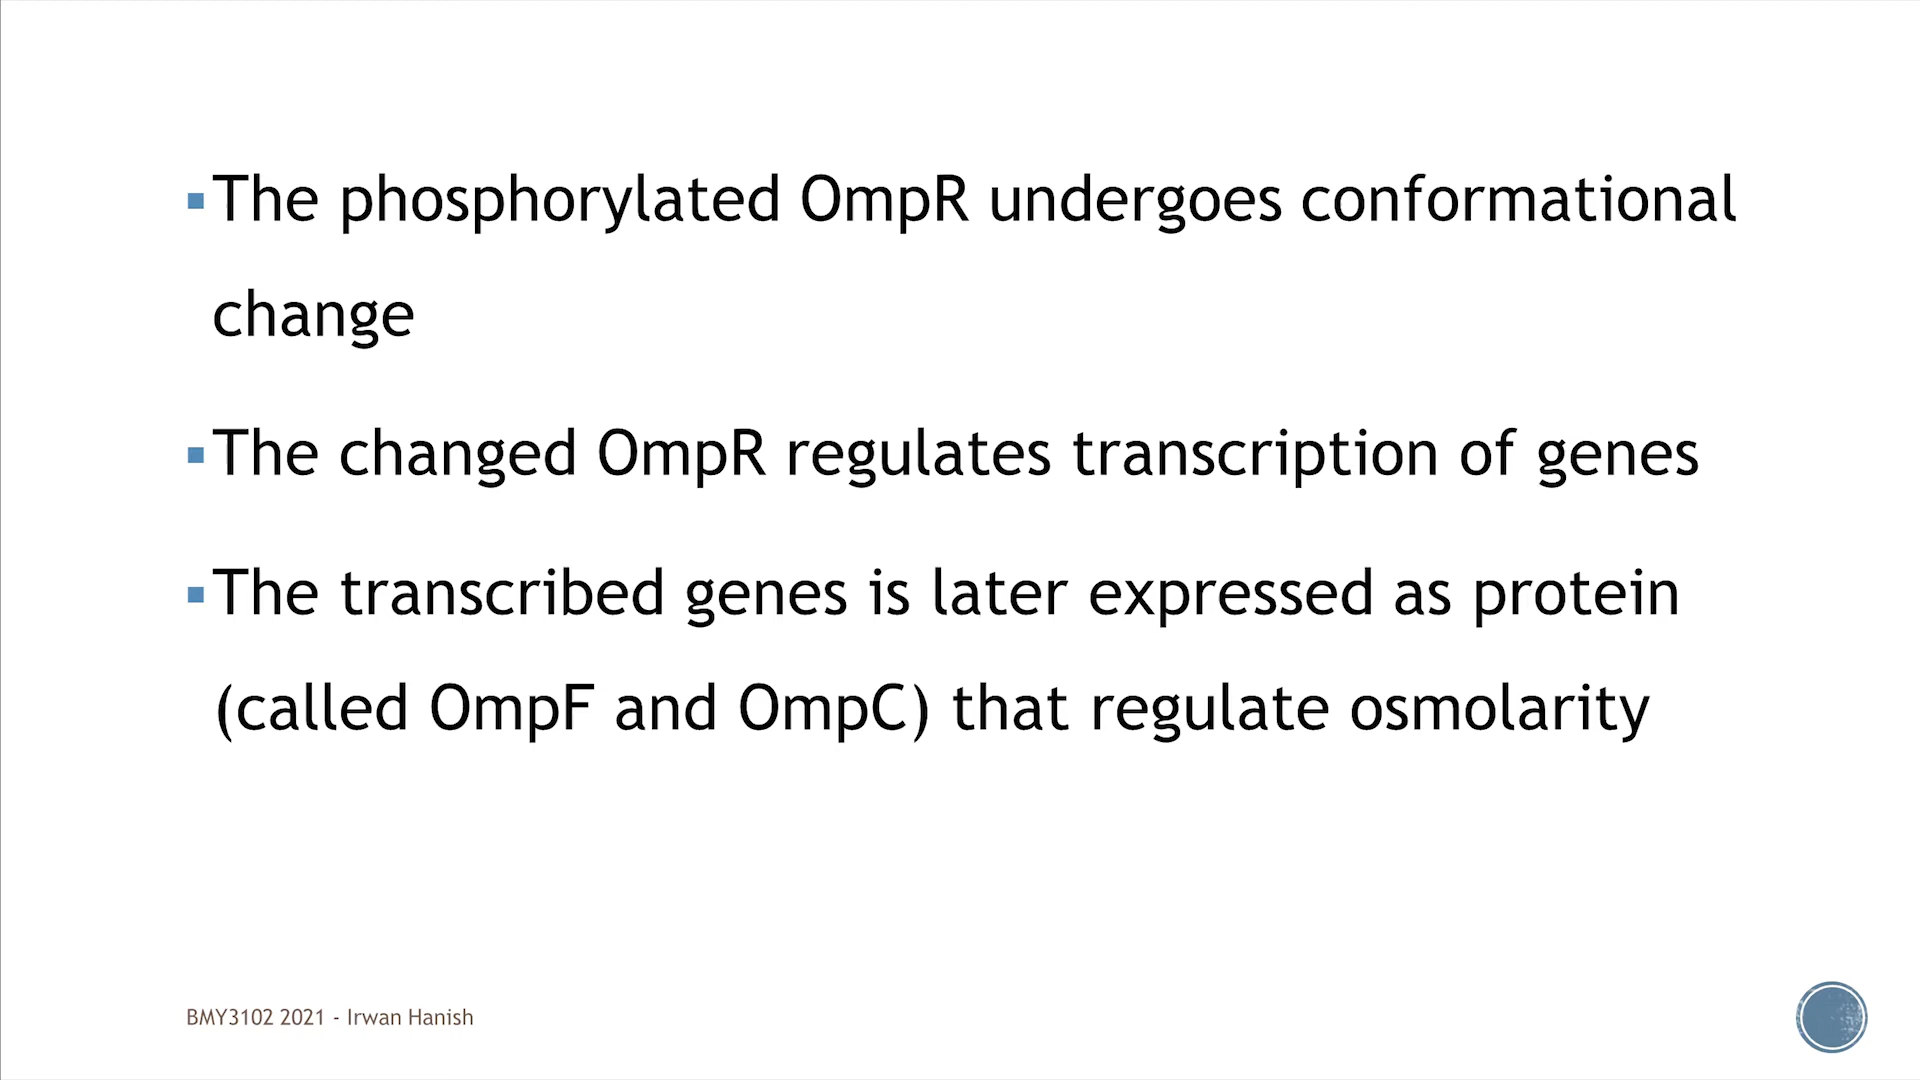 ▪The phosphorylated OmpR undergoes conformational
change
▪The changed OmpR regulates transcription of genes
▪The transcribed genes is later expressed as protein
(called OmpF and OmpC) that regulate osmolarity
BMY3102 2021 - Irwan Hanish